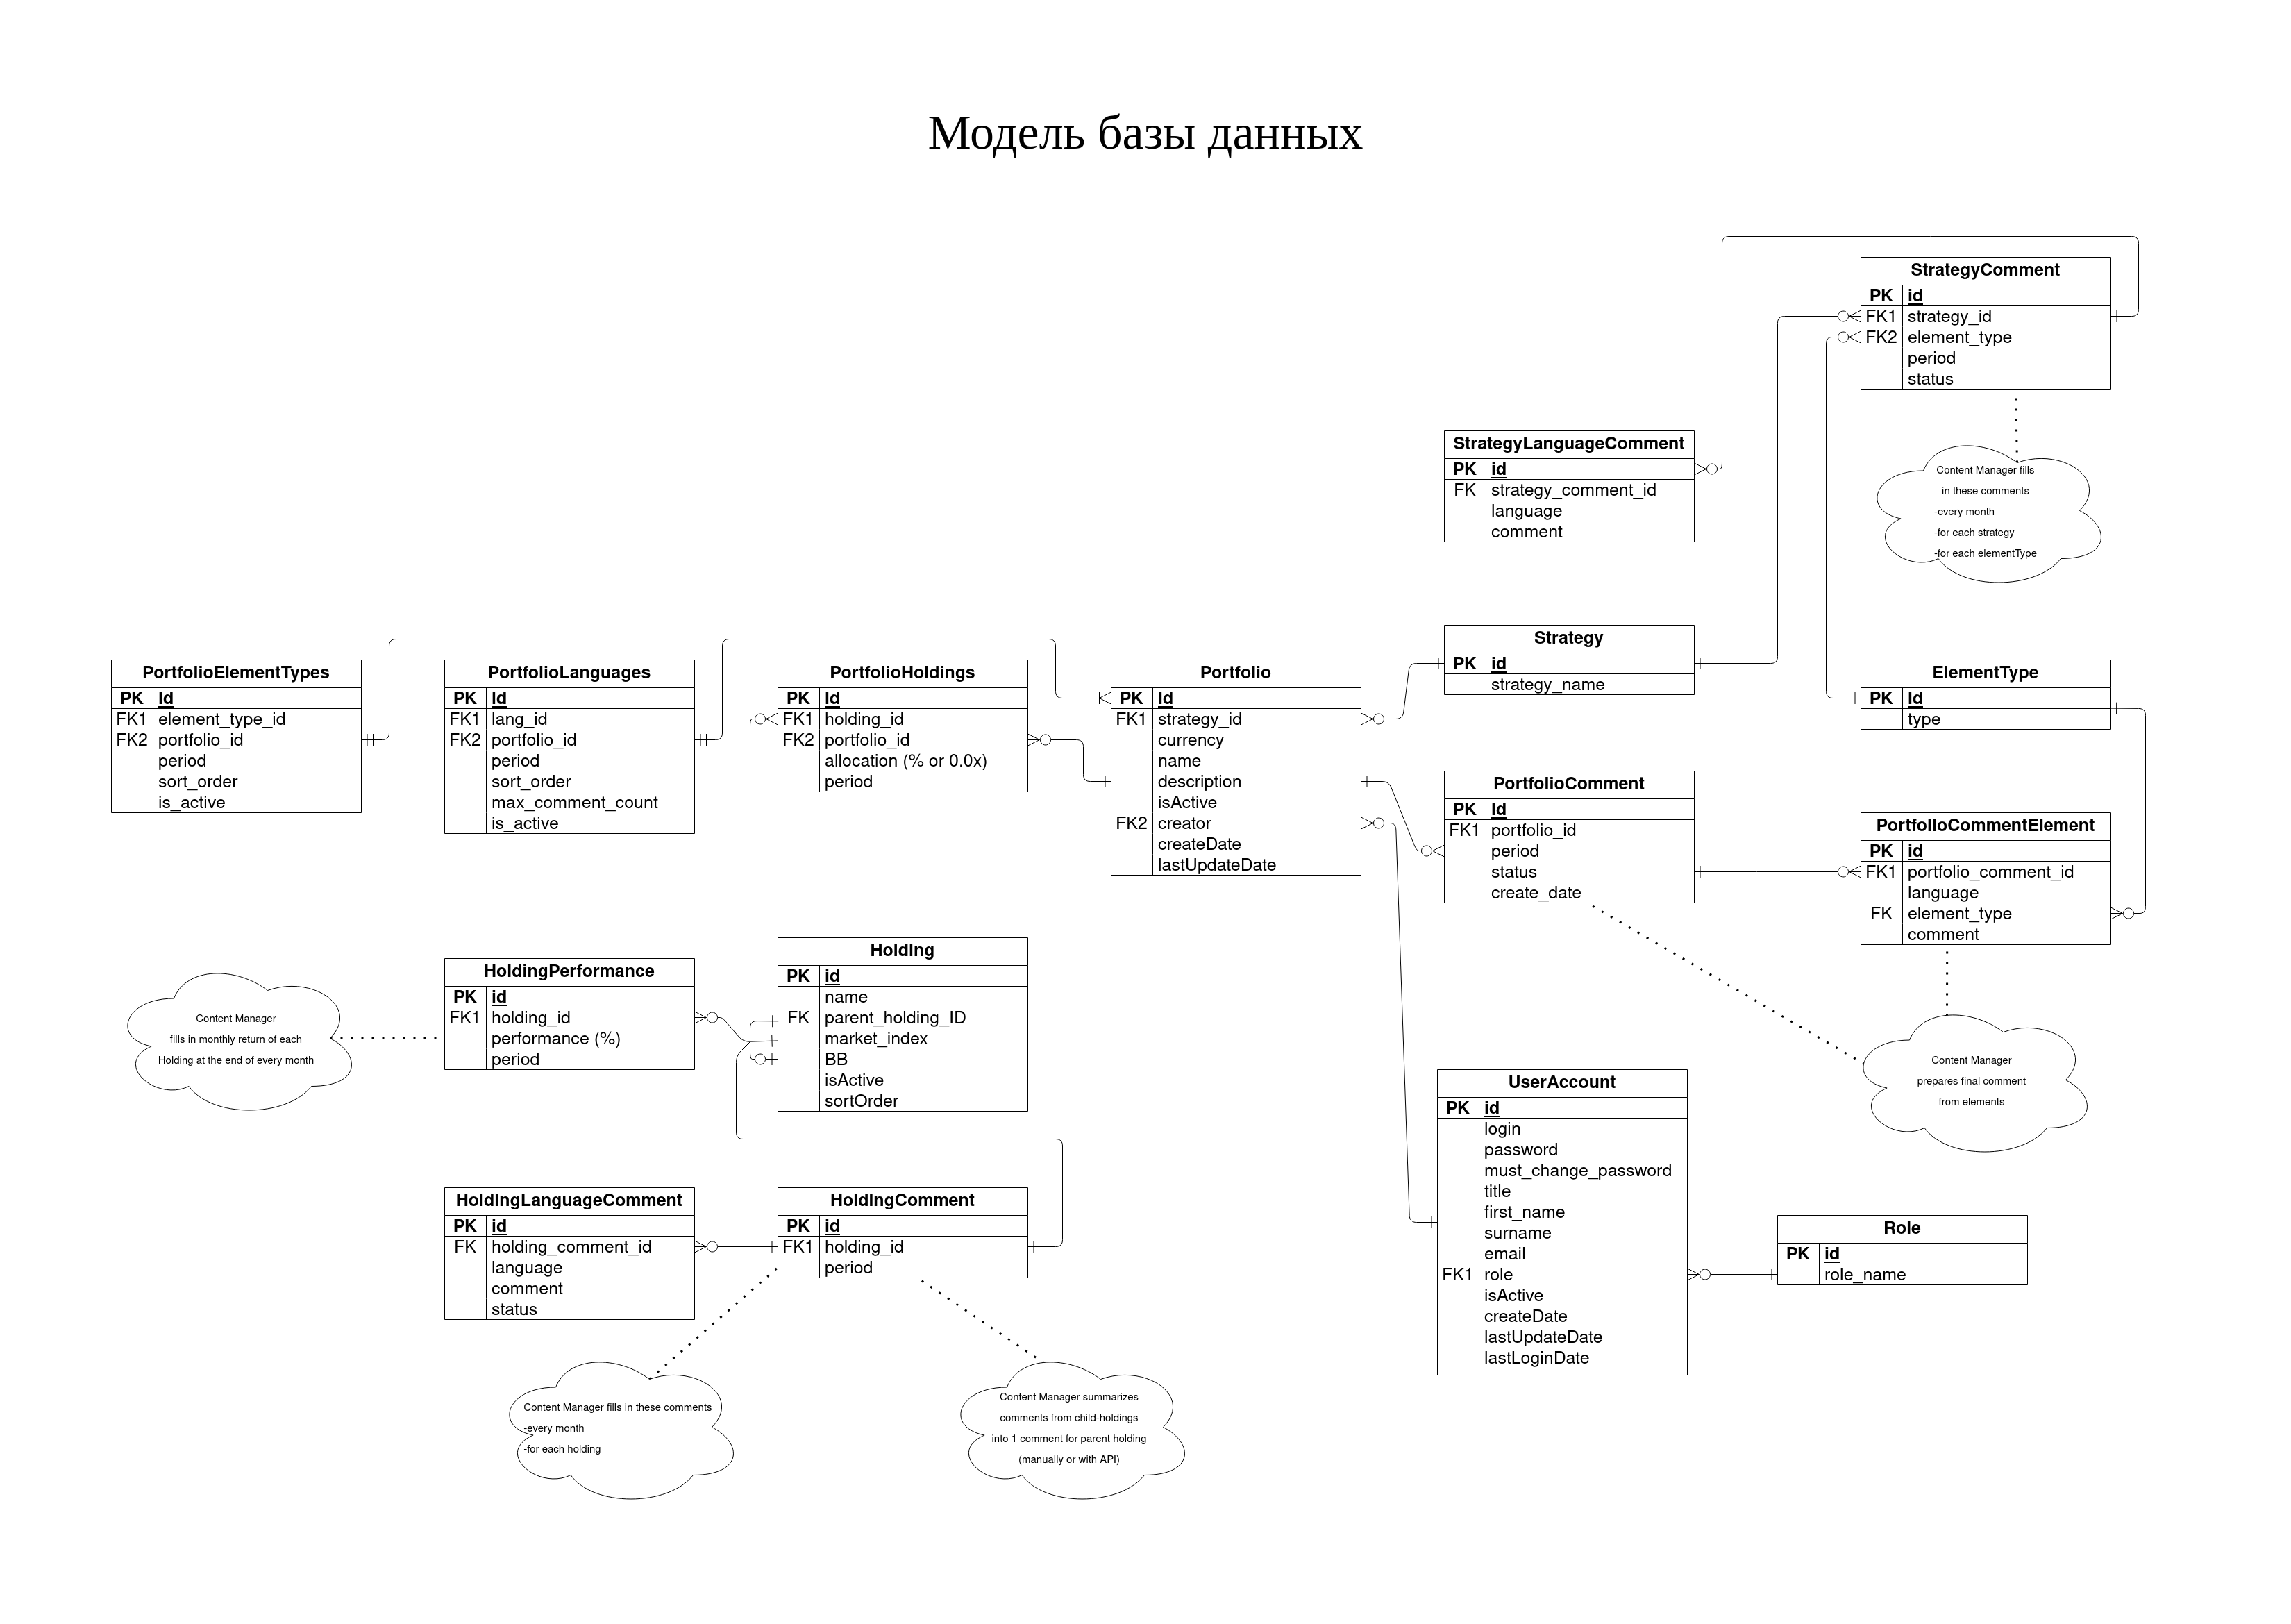 Модель базы данных
StrategyComment
PK id
FK1 strategy_id
FK2 element_type
period
status
StrategyLanguageComment
PK id
FK strategy_comment_id
language
comment
Content Manager fills
in these comments
-every month
-for each strategy
-for each elementType
PortfolioElementTypes
PK id
FK1 element_type_id
FK2 portfolio_id
period
sort_order
is_active
PortfolioLanguages
PK id
FK1 lang_id
FK2 portfolio_id
period
sort_order
max_comment_count
is_active
PortfolioHoldings
PK id
FK1 holding_id
FK2 portfolio_id
allocation (% or 0.0x)
period
Portfolio
PK id
FK1 strategy_id
currency
name
description
isActive
FK2 creator
createDate
lastUpdateDate
Strategy
PK id
strategy_name
ElementType
PK id
type
PortfolioComment
PK id
FK1 portfolio_id
period
status
create_date
PortfolioCommentElement
PK id
FK1 portfolio_comment_id
language
FK element_type
comment
Content Manager
fills in monthly return of each
Holding at the end of every month
HoldingPerformance
PK id
FK1 holding_id
performance (%)
period
Holding
PK id
name
FK parent_holding_ID
market_index
BB
isActive
sortOrder
Content Manager
prepares final comment
from elements
UserAccount
PK id
login
password
must_change_password
title
first_name
surname
email
FK1 role
isActive
createDate
lastUpdateDate
lastLoginDate
Role
PK id
role_name
HoldingLanguageComment
PK id
FK holding_comment_id
language
comment
status
HoldingComment
PK id
FK1 holding_id
period
Content Manager fills in these comments
-every month
-for each holding
Content Manager summarizes
comments from child-holdings
into 1 comment for parent holding
(manually or with API)